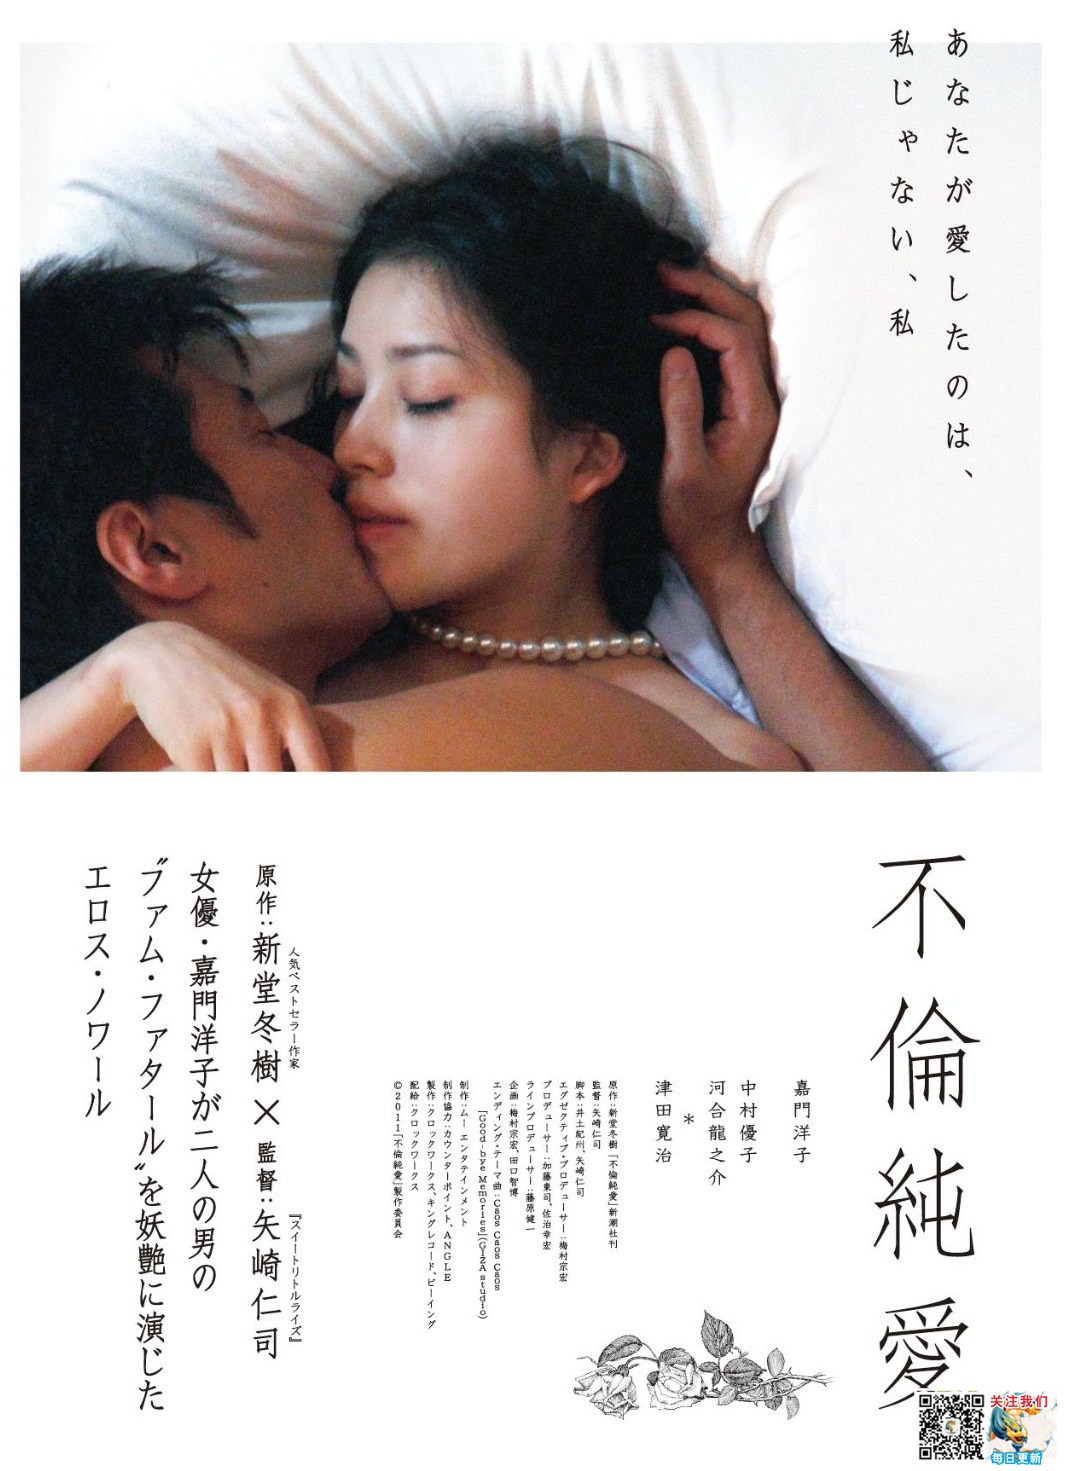 あなたが愛したのは、
私じゃない、私
不倫純愛
嘉門洋子
中村優子
河合龍之介
＊
津田寛治
原作：新堂冬樹「不倫純愛」新潮社刊
監督：矢崎仁司
脚本：井土紀州、矢崎仁司
エグゼクティブ・プロデューサー：梅村宗宏
プロデューサー：加藤東司、佐治幸宏
ラインプロデューサー：藤原健一
企画：梅村宗宏、田口智博
エンディング・テーマ曲：Caos Caos Caos
「Good-bye Memories」(GIZA studio)
制作：ムー エンタテインメント
制作協力：カウンターポイント、ANGLE
製作：クロックワークス、キングレコード、ビーイング
配給：クロックワークス
©2011「不倫純愛」製作委員会
人気ベストセラー作家
『スイートリトルライズ』
原作：新堂冬樹×監督：矢崎仁司
女優・嘉門洋子が二人の男の
〝ファム・ファタール〟を妖艶に演じた
エロス・ノワール
关注我们
每日更新